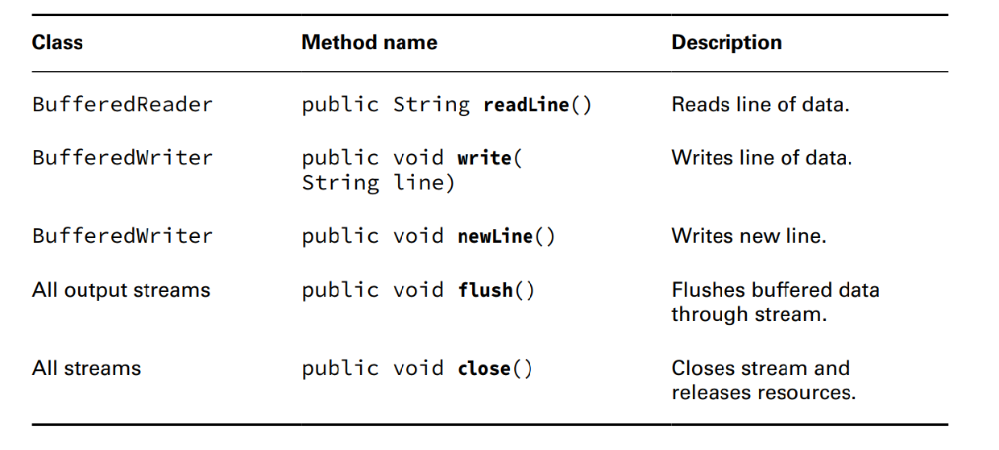 Class Method name Description
BufferedReader public String readLine() Reads line of data.
BufferedWriter public void write( Writes line of data.
String line)
BufferedWriter public void newLine() Writes new line.
All output streams public void flush() Flushes buffered data
through stream.
All streams public void close() Closes stream and
releases resources.